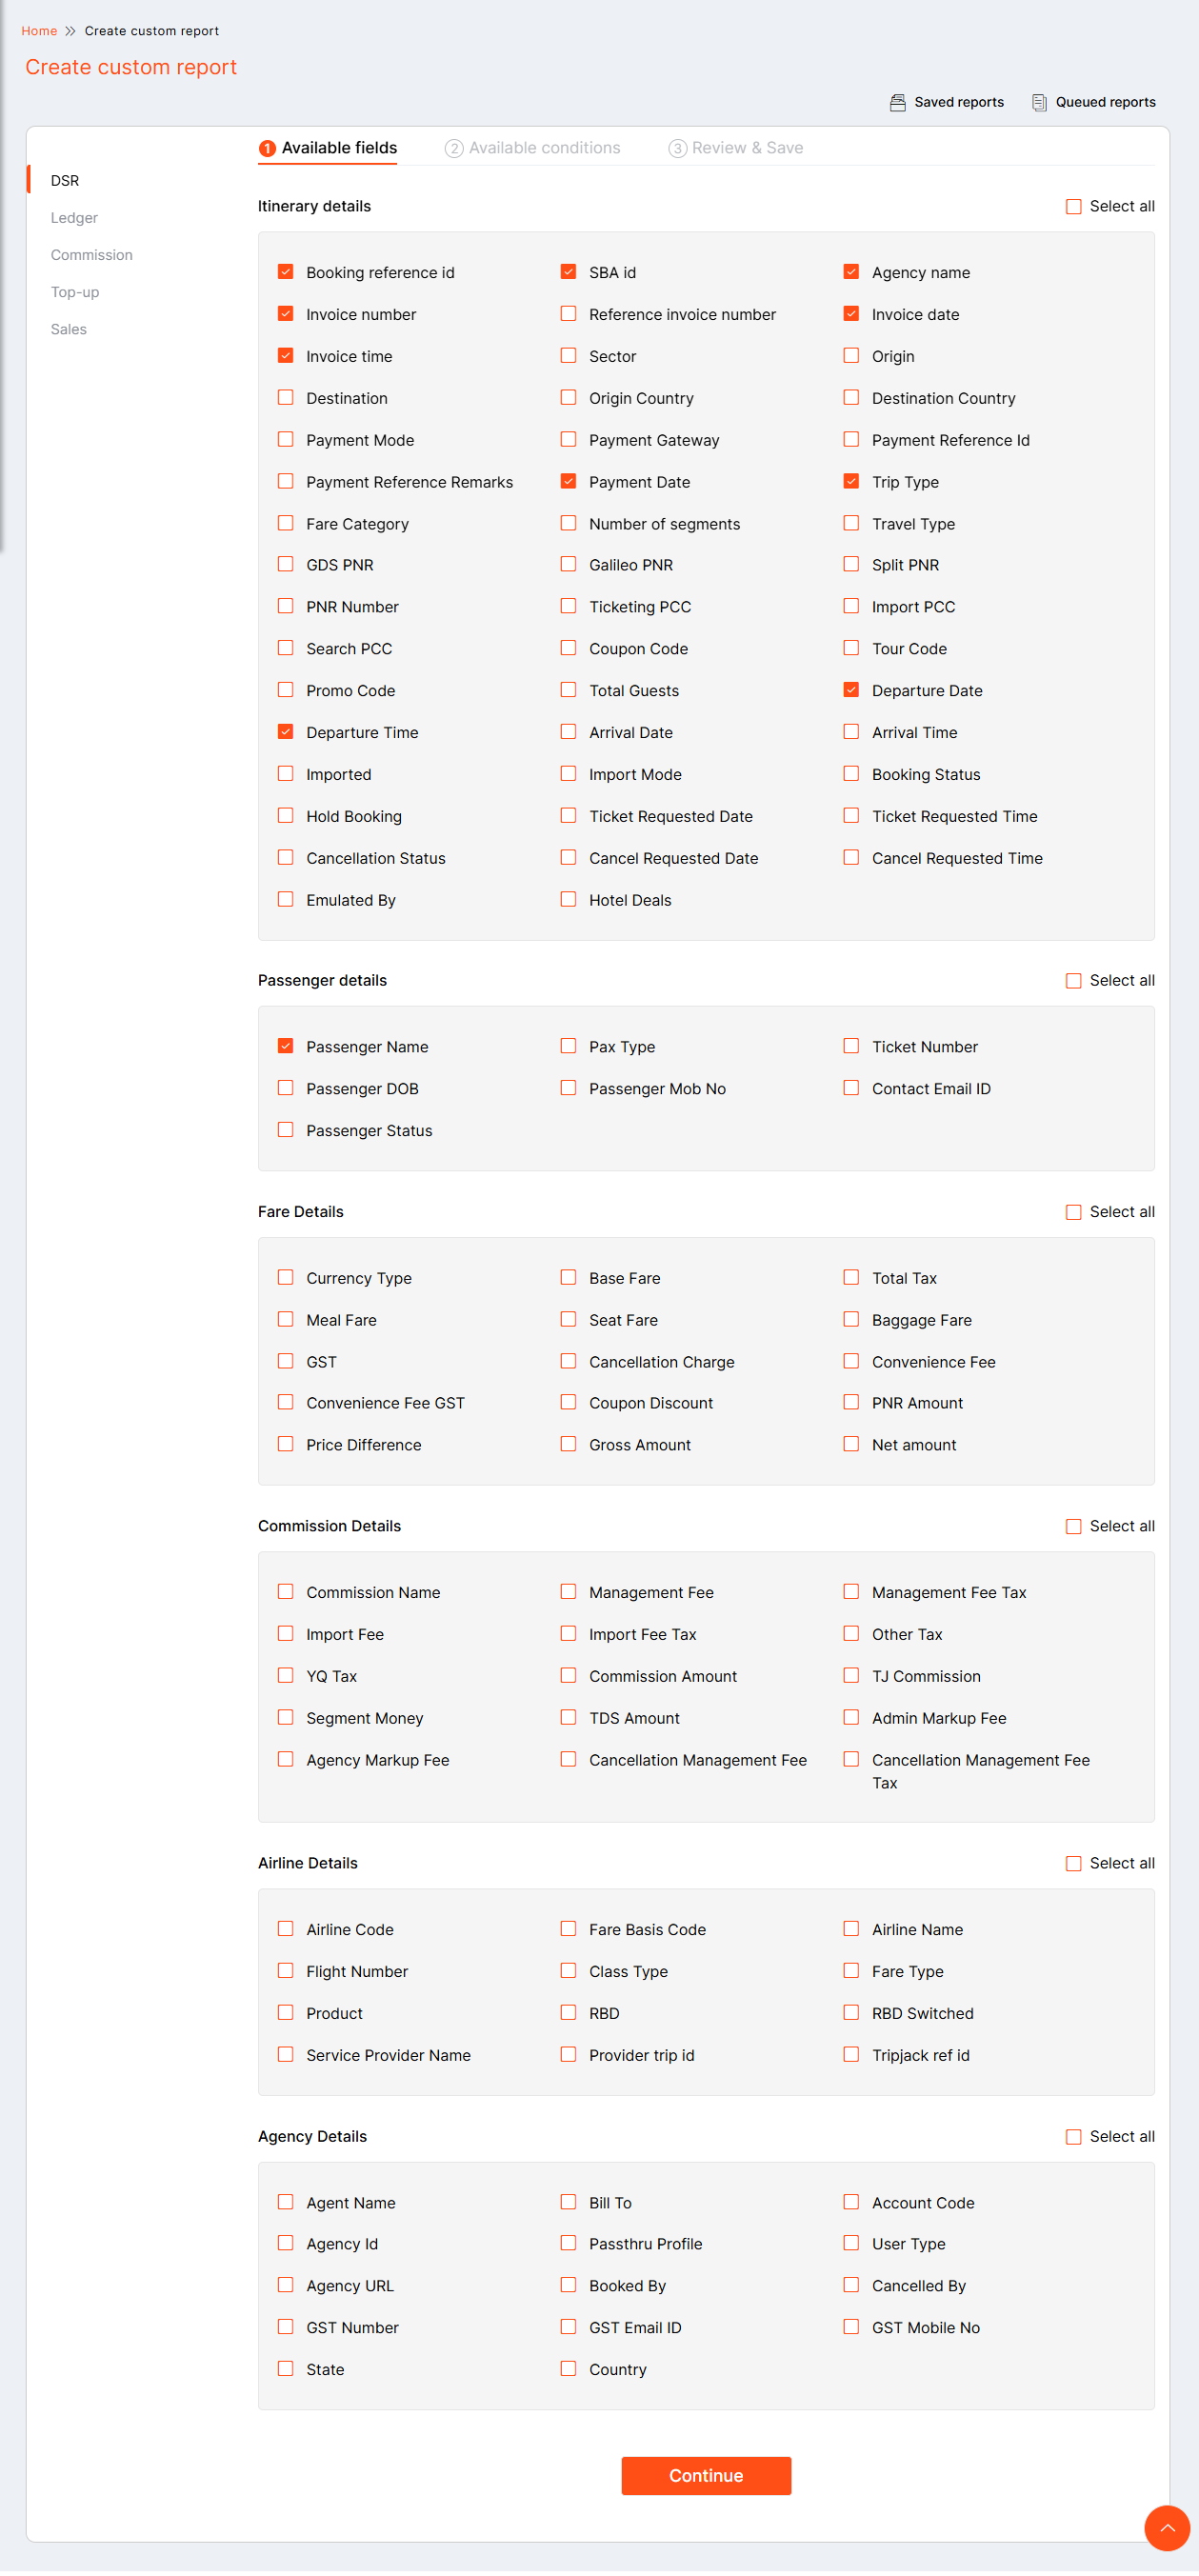 Home Create custom report
Create custom report
Saved reports Queued reports
1 Available fields 2 Available conditions 3 Review & Save
DSR
Ledger
Commission
Top-up
Sales
Itinerary details Select all
Booking reference id SBA id Agency name
Invoice number Reference invoice number Invoice date
Invoice time Sector Origin
Destination Origin Country Destination Country
Payment Mode Payment Gateway Payment Reference Id
Payment Reference Remarks Payment Date Trip Type
Fare Category Number of segments Travel Type
GDS PNR Galileo PNR Split PNR
PNR Number Ticketing PCC Import PCC
Search PCC Coupon Code Tour Code
Promo Code Total Guests Departure Date
Departure Time Arrival Date Arrival Time
Imported Import Mode Booking Status
Hold Booking Ticket Requested Date Ticket Requested Time
Cancellation Status Cancel Requested Date Cancel Requested Time
Emulated By Hotel Deals
Passenger details Select all
Passenger Name Pax Type Ticket Number
Passenger DOB Passenger Mob No Contact Email ID
Passenger Status
Fare Details Select all
Currency Type Base Fare Total Tax
Meal Fare Seat Fare Baggage Fare
GST Cancellation Charge Convenience Fee
Convenience Fee GST Coupon Discount PNR Amount
Price Difference Gross Amount Net amount
Commission Details Select all
Commission Name Management Fee Management Fee Tax
Import Fee Import Fee Tax Other Tax
YQ Tax Commission Amount TJ Commission
Segment Money TDS Amount Admin Markup Fee
Agency Markup Fee Cancellation Management Fee Cancellation Management Fee
Tax
Airline Details Select all
Airline Code Fare Basis Code Airline Name
Flight Number Class Type Fare Type
Product RBD RBD Switched
Service Provider Name Provider trip id Tripjack ref id
Agency Details Select all
Agent Name Bill To Account Code
Agency Id Passthru Profile User Type
Agency URL Booked By Cancelled By
GST Number GST Email ID GST Mobile No
State Country
Continue